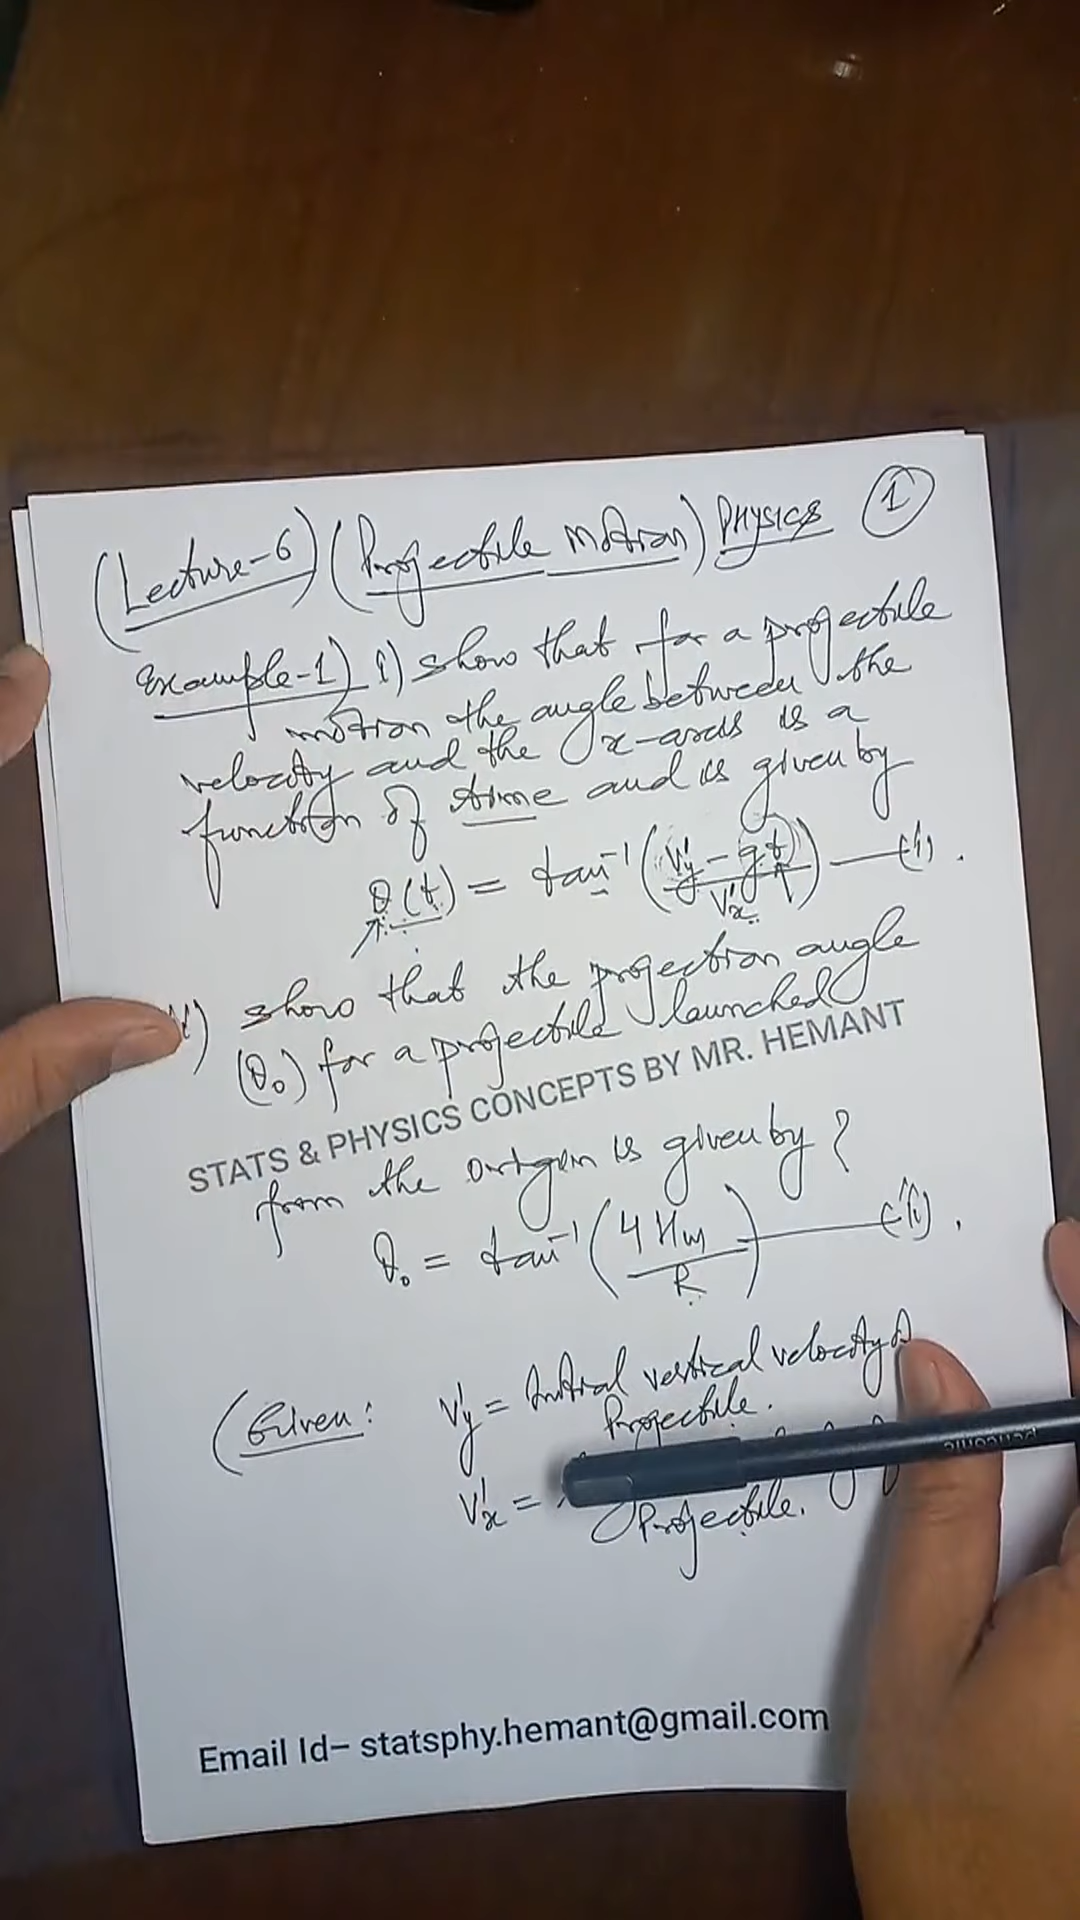 (Lecture-6) (Projectile motion) PHYSICS 1
Example-1) i) show that for a projectile
motion the angle between the
velocity and the x-axis is a
function of time and is given by
θ(t) = tan⁻¹ (v'y - gt / v'x) — (i).
ii) show that the projection angle
(θ₀) for a projectile launched
STATS & PHYSICS CONCEPTS BY MR. HEMANT
from the origin is given by?
θ₀ = tan⁻¹ (4Hm / R) — (ii).
(Given: v'y = Initial vertical velocity of
Projectile.
v'x =
Projectile.
Email Id– statsphy.hemant@gmail.com